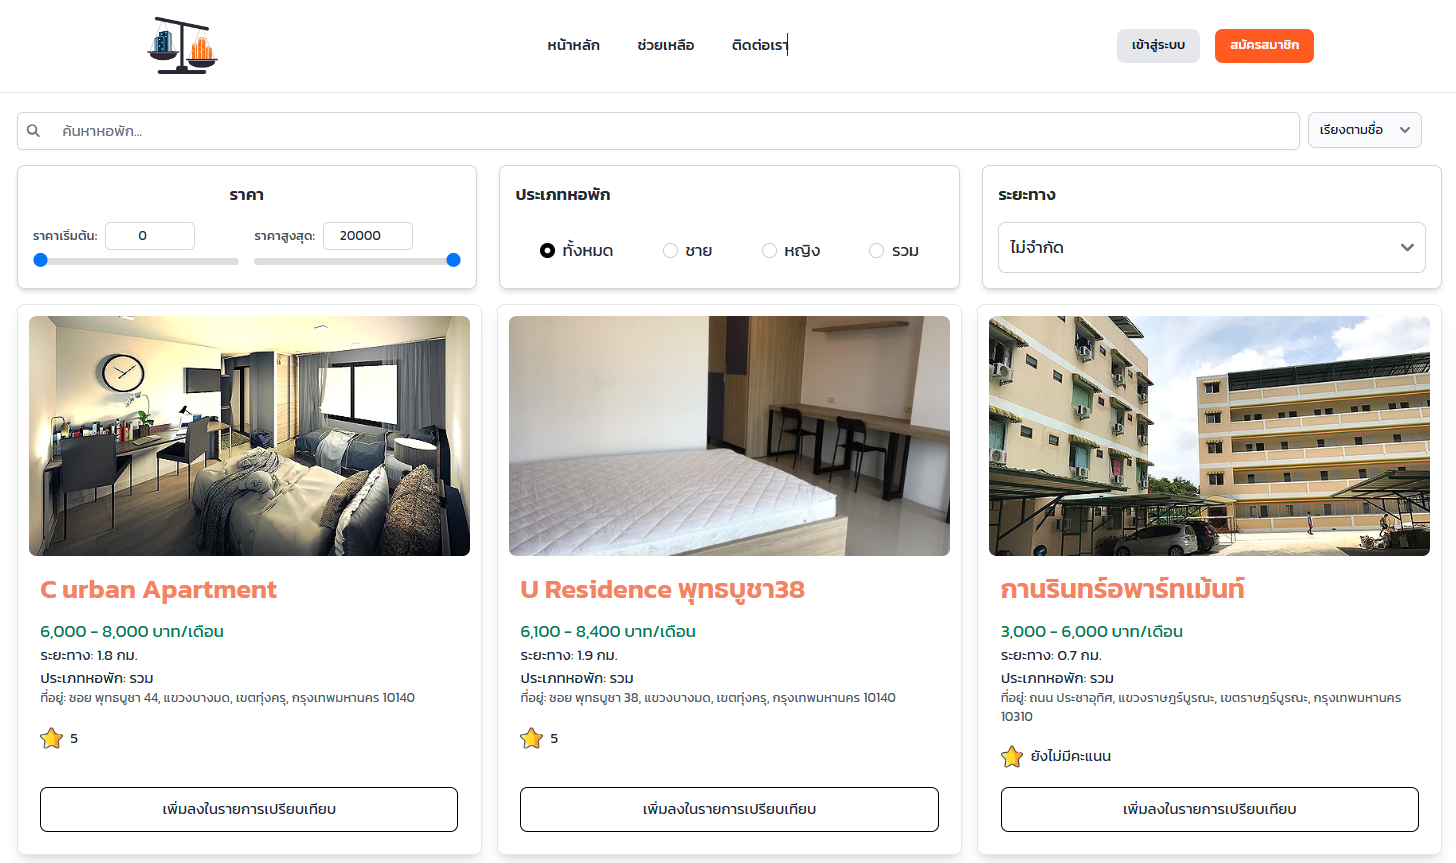 หน้าหลัก ช่วยเหลือ ติดต่อเรา เข้าสู่ระบบ สมัครสมาชิก
ค้นหาหอพัก... เรียงตามชื่อ
ราคา
ราคาเริ่มต้น: 0 ราคาสูงสุด: 20000
ประเภทหอพัก
ทั้งหมด ชาย หญิง รวม
ระยะทาง
ไม่จำกัด
C urban Apartment
6,000 - 8,000 บาท/เดือน
ระยะทาง: 1.8 กม.
ประเภทหอพัก: รวม
ที่อยู่: ซอย พุทธบูชา 44, แขวงบางมด, เขตทุ่งครุ, กรุงเทพมหานคร 10140
5
เพิ่มลงในรายการเปรียบเทียบ
U Residence พุทธบูชา38
6,100 - 8,400 บาท/เดือน
ระยะทาง: 1.9 กม.
ประเภทหอพัก: รวม
ที่อยู่: ซอย พุทธบูชา 38, แขวงบางมด, เขตทุ่งครุ, กรุงเทพมหานคร 10140
5
เพิ่มลงในรายการเปรียบเทียบ
กานรินทร์อพาร์ทเม้นท์
3,000 - 6,000 บาท/เดือน
ระยะทาง: 0.7 กม.
ประเภทหอพัก: รวม
ที่อยู่: ถนน ประชาอุทิศ, แขวงราษฎร์บูรณะ, เขตราษฎร์บูรณะ, กรุงเทพมหานคร
10310
ยังไม่มีคะแนน
เพิ่มลงในรายการเปรียบเทียบ